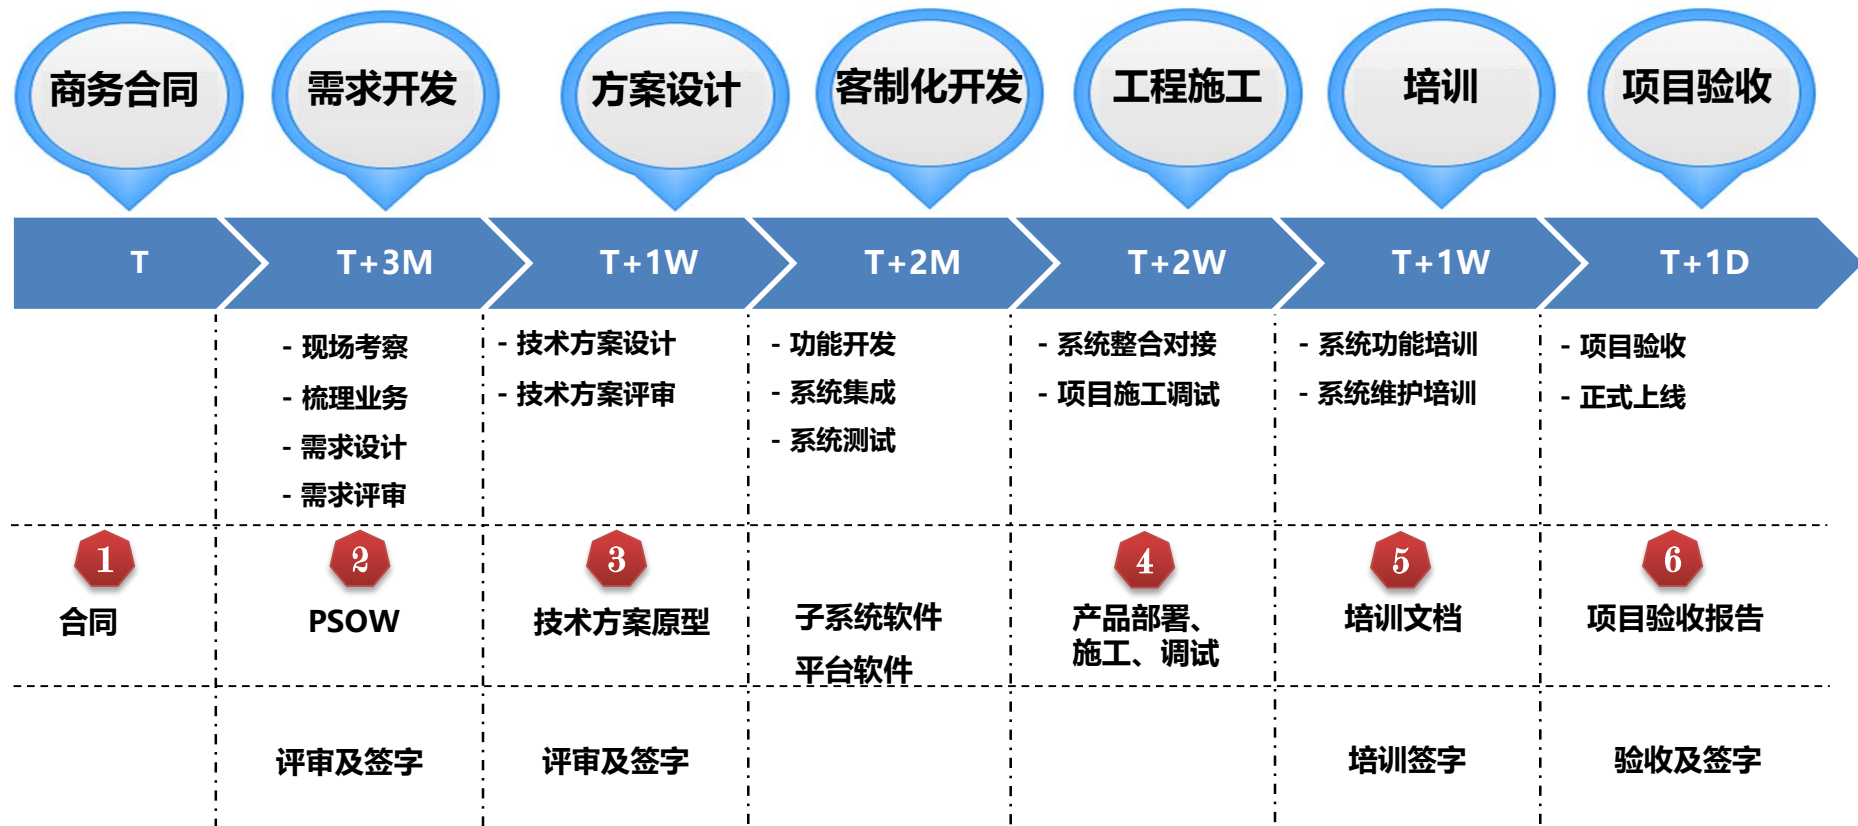 商务合同
需求开发
方案设计
客制化开发
工程施工
培训
项目验收
T
T+3M
T+1W
T+2M
T+2W
T+1W
T+1D
- 现场考察
- 梳理业务
- 需求设计
- 需求评审
- 技术方案设计
- 技术方案评审
- 功能开发
- 系统集成
- 系统测试
- 系统整合对接
- 项目施工调试
- 系统功能培训
- 系统维护培训
- 项目验收
- 正式上线
1
合同
2
PSOW
3
技术方案原型
子系统软件
平台软件
4
产品部署、
施工、调试
5
培训文档
6
项目验收报告
评审及签字
评审及签字
培训签字
验收及签字